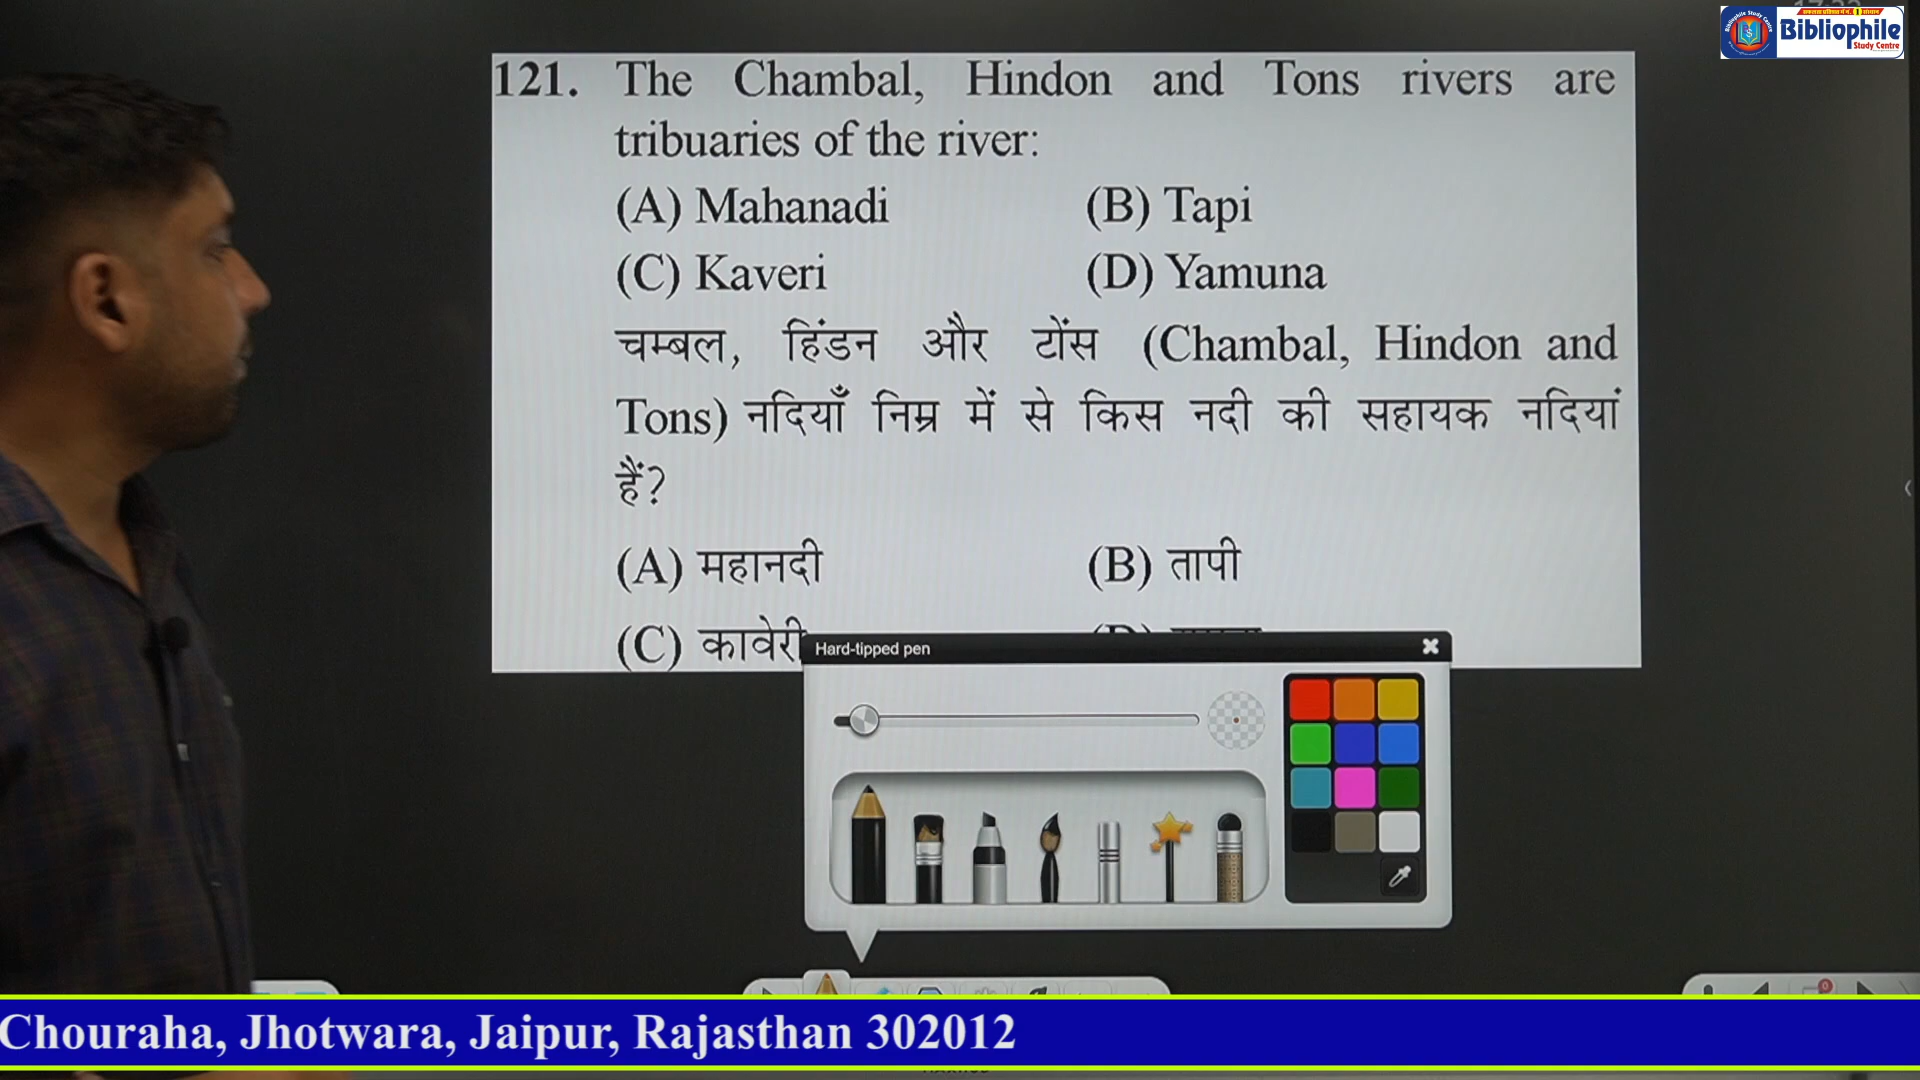 Bibliophile
Study Centre
121. The Chambal, Hindon and Tons rivers are
tribuaries of the river:
(A) Mahanadi (B) Tapi
(C) Kaveri (D) Yamuna
चम्बल, हिंडन और टोंस (Chambal, Hindon and
Tons) नदियाँ निम्न में से किस नदी की सहायक नदियां
हैं?
(A) महानदी (B) तापी
(C) कावेरी
Hard-tipped pen
Chouraha, Jhotwara, Jaipur, Rajasthan 302012